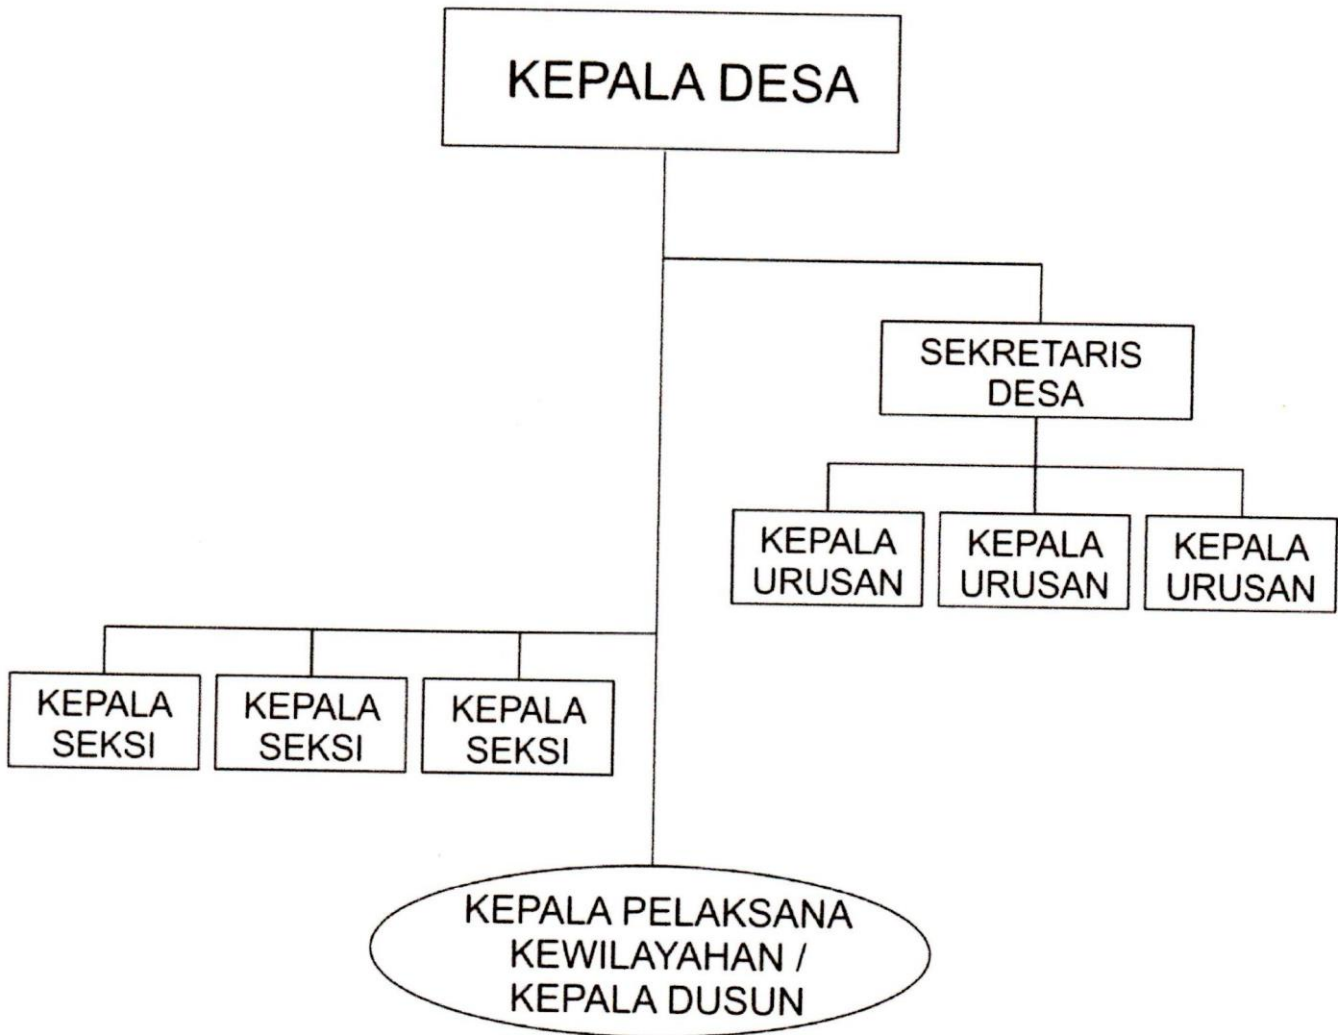 KEPALA DESA
SEKRETARIS
DESA
KEPALA
URUSAN
KEPALA
URUSAN
KEPALA
URUSAN
KEPALA
SEKSI
KEPALA
SEKSI
KEPALA
SEKSI
KEPALA PELAKSANA
KEWILAYAHAN /
KEPALA DUSUN